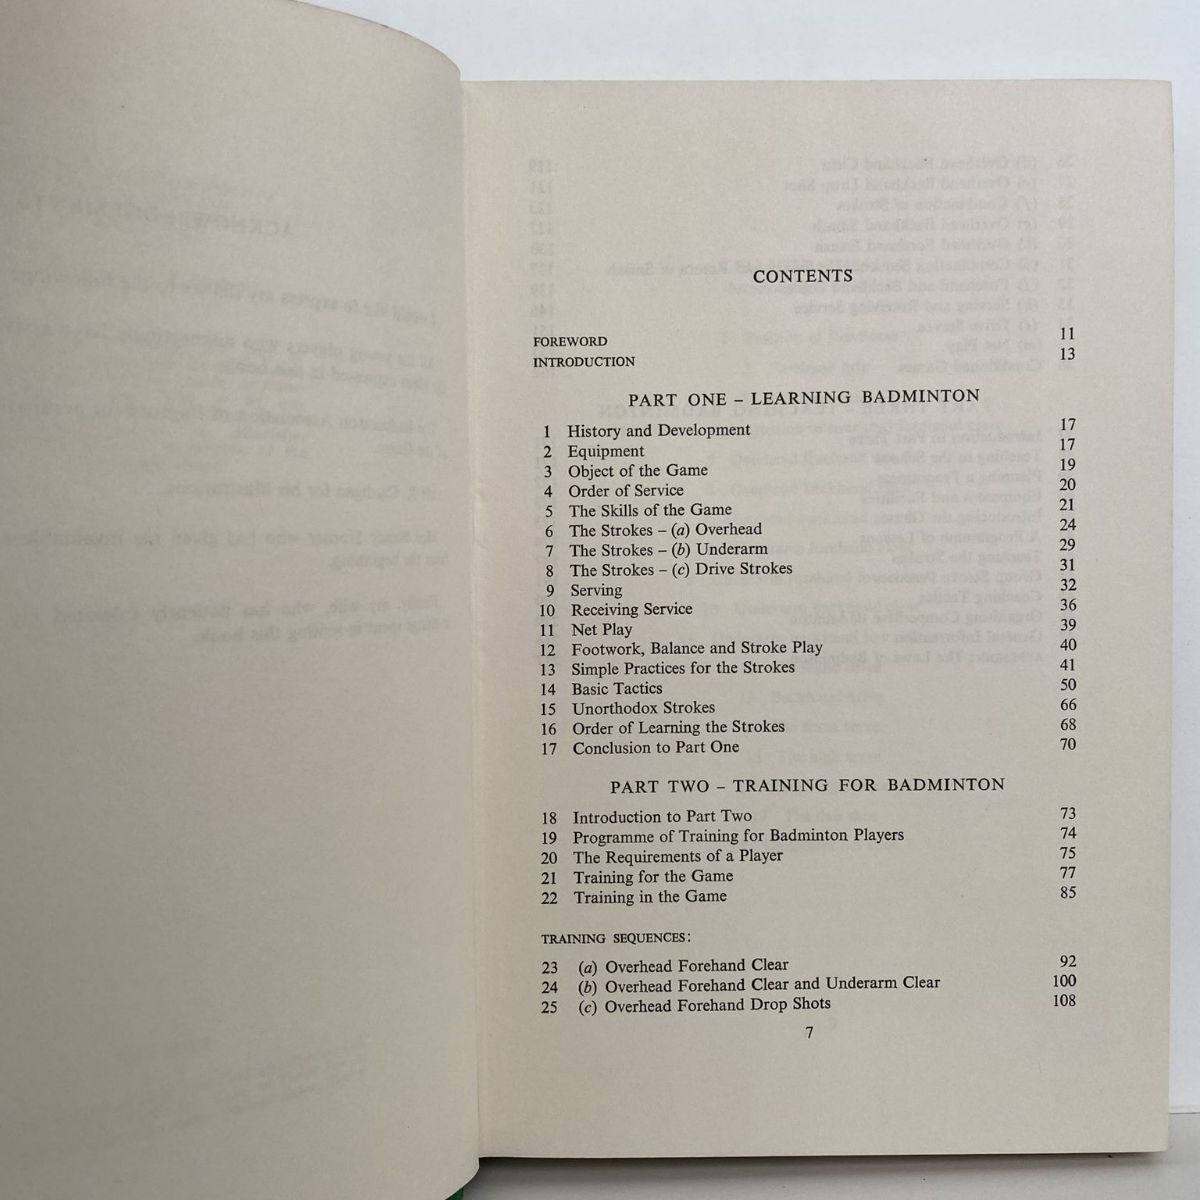 CONTENTS
FOREWORD 11
INTRODUCTION 13
PART ONE – LEARNING BADMINTON
1 History and Development 17
2 Equipment 17
3 Object of the Game 19
4 Order of Service 20
5 The Skills of the Game 21
6 The Strokes – (a) Overhead 24
7 The Strokes – (b) Underarm 29
8 The Strokes – (c) Drive Strokes 31
9 Serving 32
10 Receiving Service 36
11 Net Play 39
12 Footwork, Balance and Stroke Play 40
13 Simple Practices for the Strokes 41
14 Basic Tactics 50
15 Unorthodox Strokes 66
16 Order of Learning the Strokes 68
17 Conclusion to Part One 70
PART TWO – TRAINING FOR BADMINTON
18 Introduction to Part Two 73
19 Programme of Training for Badminton Players 74
20 The Requirements of a Player 75
21 Training for the Game 77
22 Training in the Game 85
TRAINING SEQUENCES:
23 (a) Overhead Forehand Clear 92
24 (b) Overhead Forehand Clear and Underarm Clear 100
25 (c) Overhead Forehand Drop Shots 108
7